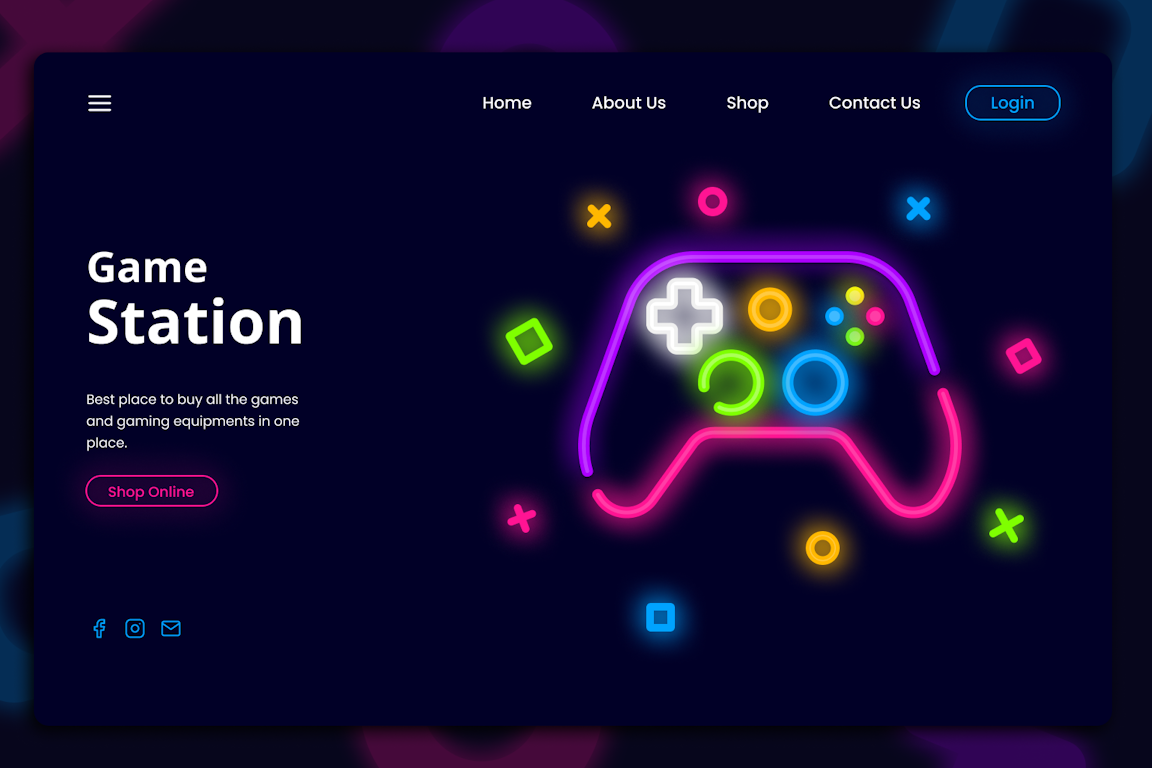 Home
About Us
Shop
Contact Us
Login
Game
Station
Best place to buy all the games
and gaming equipments in one
place.
Shop Online